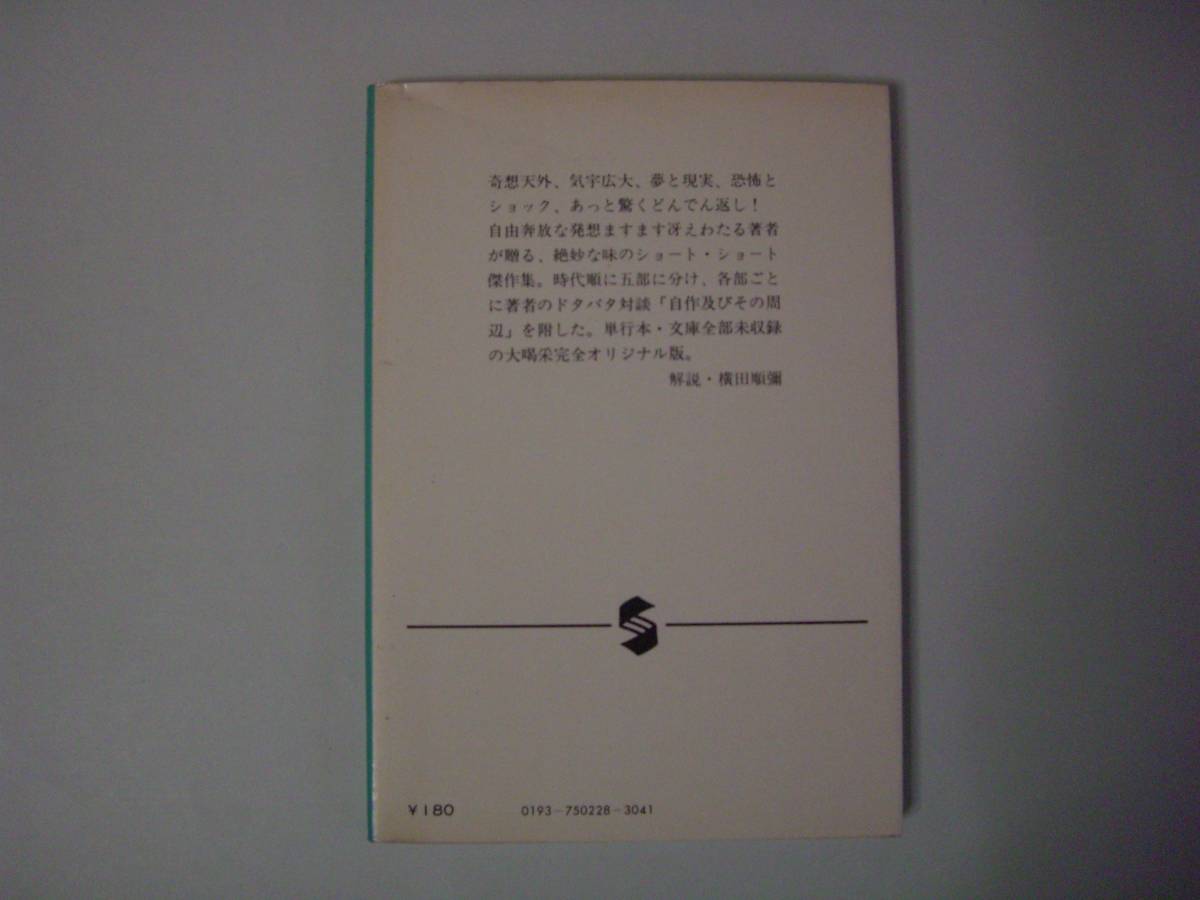 奇想天外、気宇広大、夢と現実、恐怖と
ショック、あっと驚くどんでん返し！
自由奔放な発想ますます冴えわたる著者
が贈る、絶妙な味のショート・ショート
傑作集。時代順に五部に分け、各部ごと
に著者のドタバタ対談「自作及びその周
辺」を附した。単行本・文庫全部未収録
の大喝采完全オリジナル版。
解説・横田順彌
¥180
0193-750228-3041